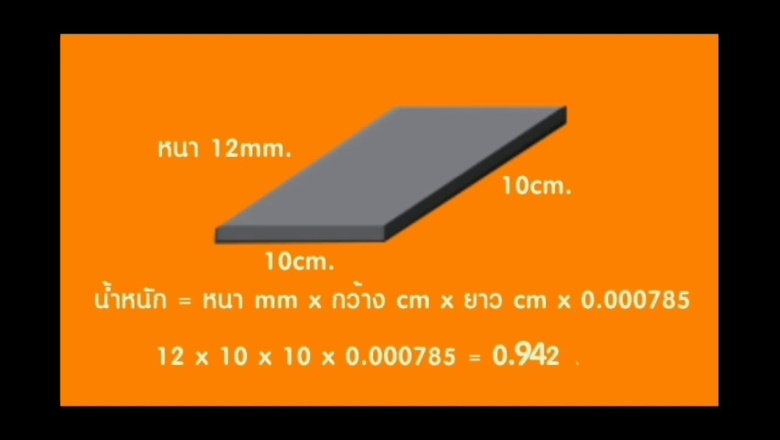 หนา 12mm.
10cm.
10cm.
น้ำหนัก = หนา mm x กว้าง cm x ยาว cm x 0.000785
12 x 10 x 10 x 0.000785 = 0.942 .